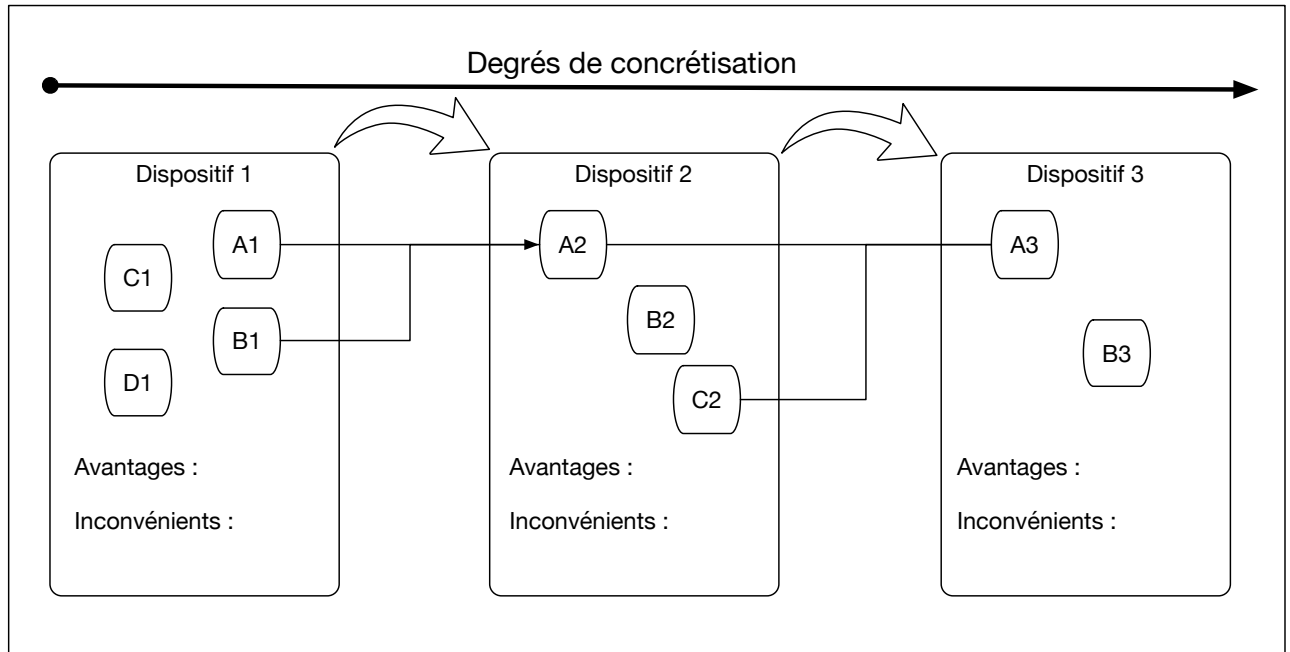 Degrés de concrétisation
Dispositif 1
A1
C1
B1
D1
Avantages :
Inconvénients :
Dispositif 2
A2
B2
C2
Avantages :
Inconvénients :
Dispositif 3
A3
B3
Avantages :
Inconvénients :